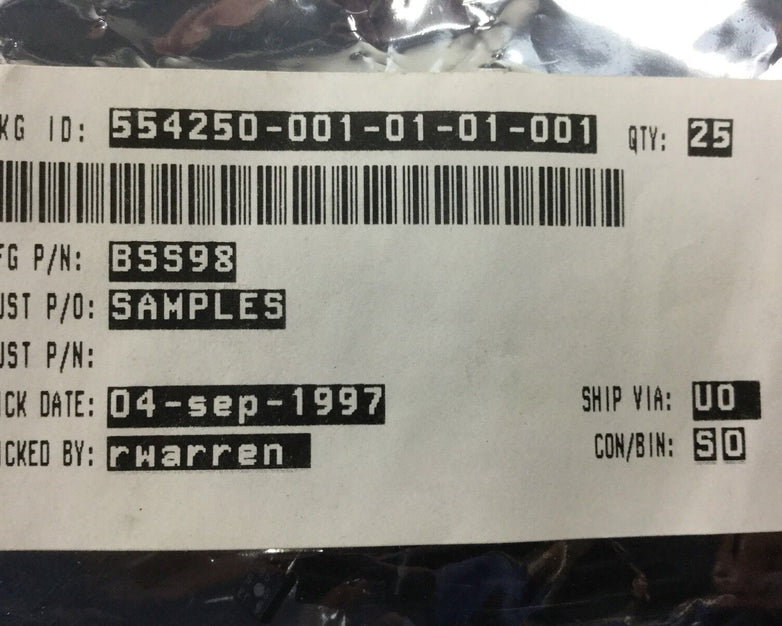 KG ID: 554250-001-01-01-001 QTY: 25
FG P/N: BSS98
UST P/O: SAMPLES
UST P/N:
ICK DATE: 04-sep-1997 SHIP VIA: UO
ICKED BY: rwarren CON/BIN: SO